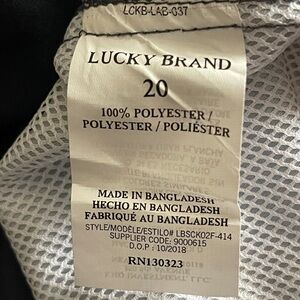 LCKB-LAB-037
LUCKY BRAND
20
100% POLYESTER /
POLYESTER / POLIÉSTER
MADE IN BANGLADESH
HECHO EN BANGLADESH
FABRIQUÉ AU BANGLADESH
STYLE/MODÈLE/ESTILO# LBSCK02F-414
SUPPLIER CODE: 9000615
D.O.P : 10/2018
RN130323